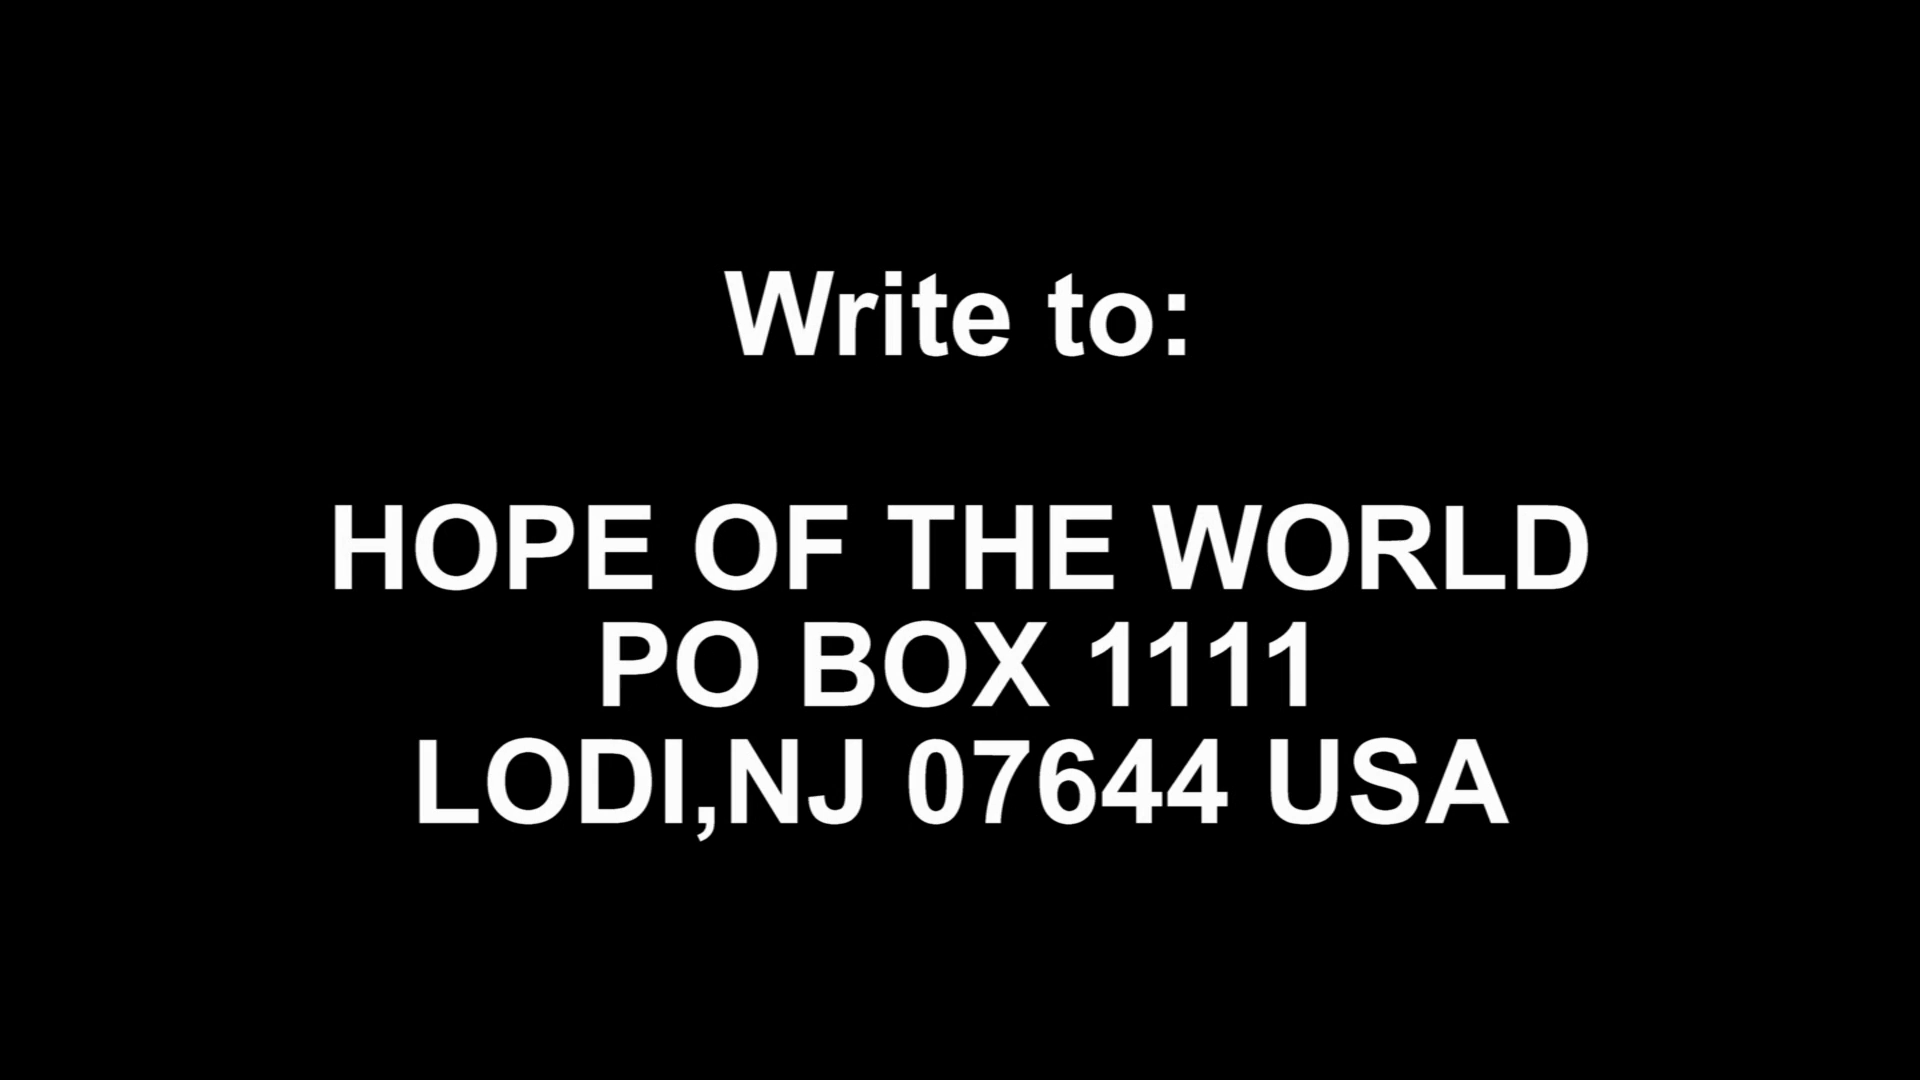 Write to:
HOPE OF THE WORLD
PO BOX 1111
LODI,NJ 07644 USA